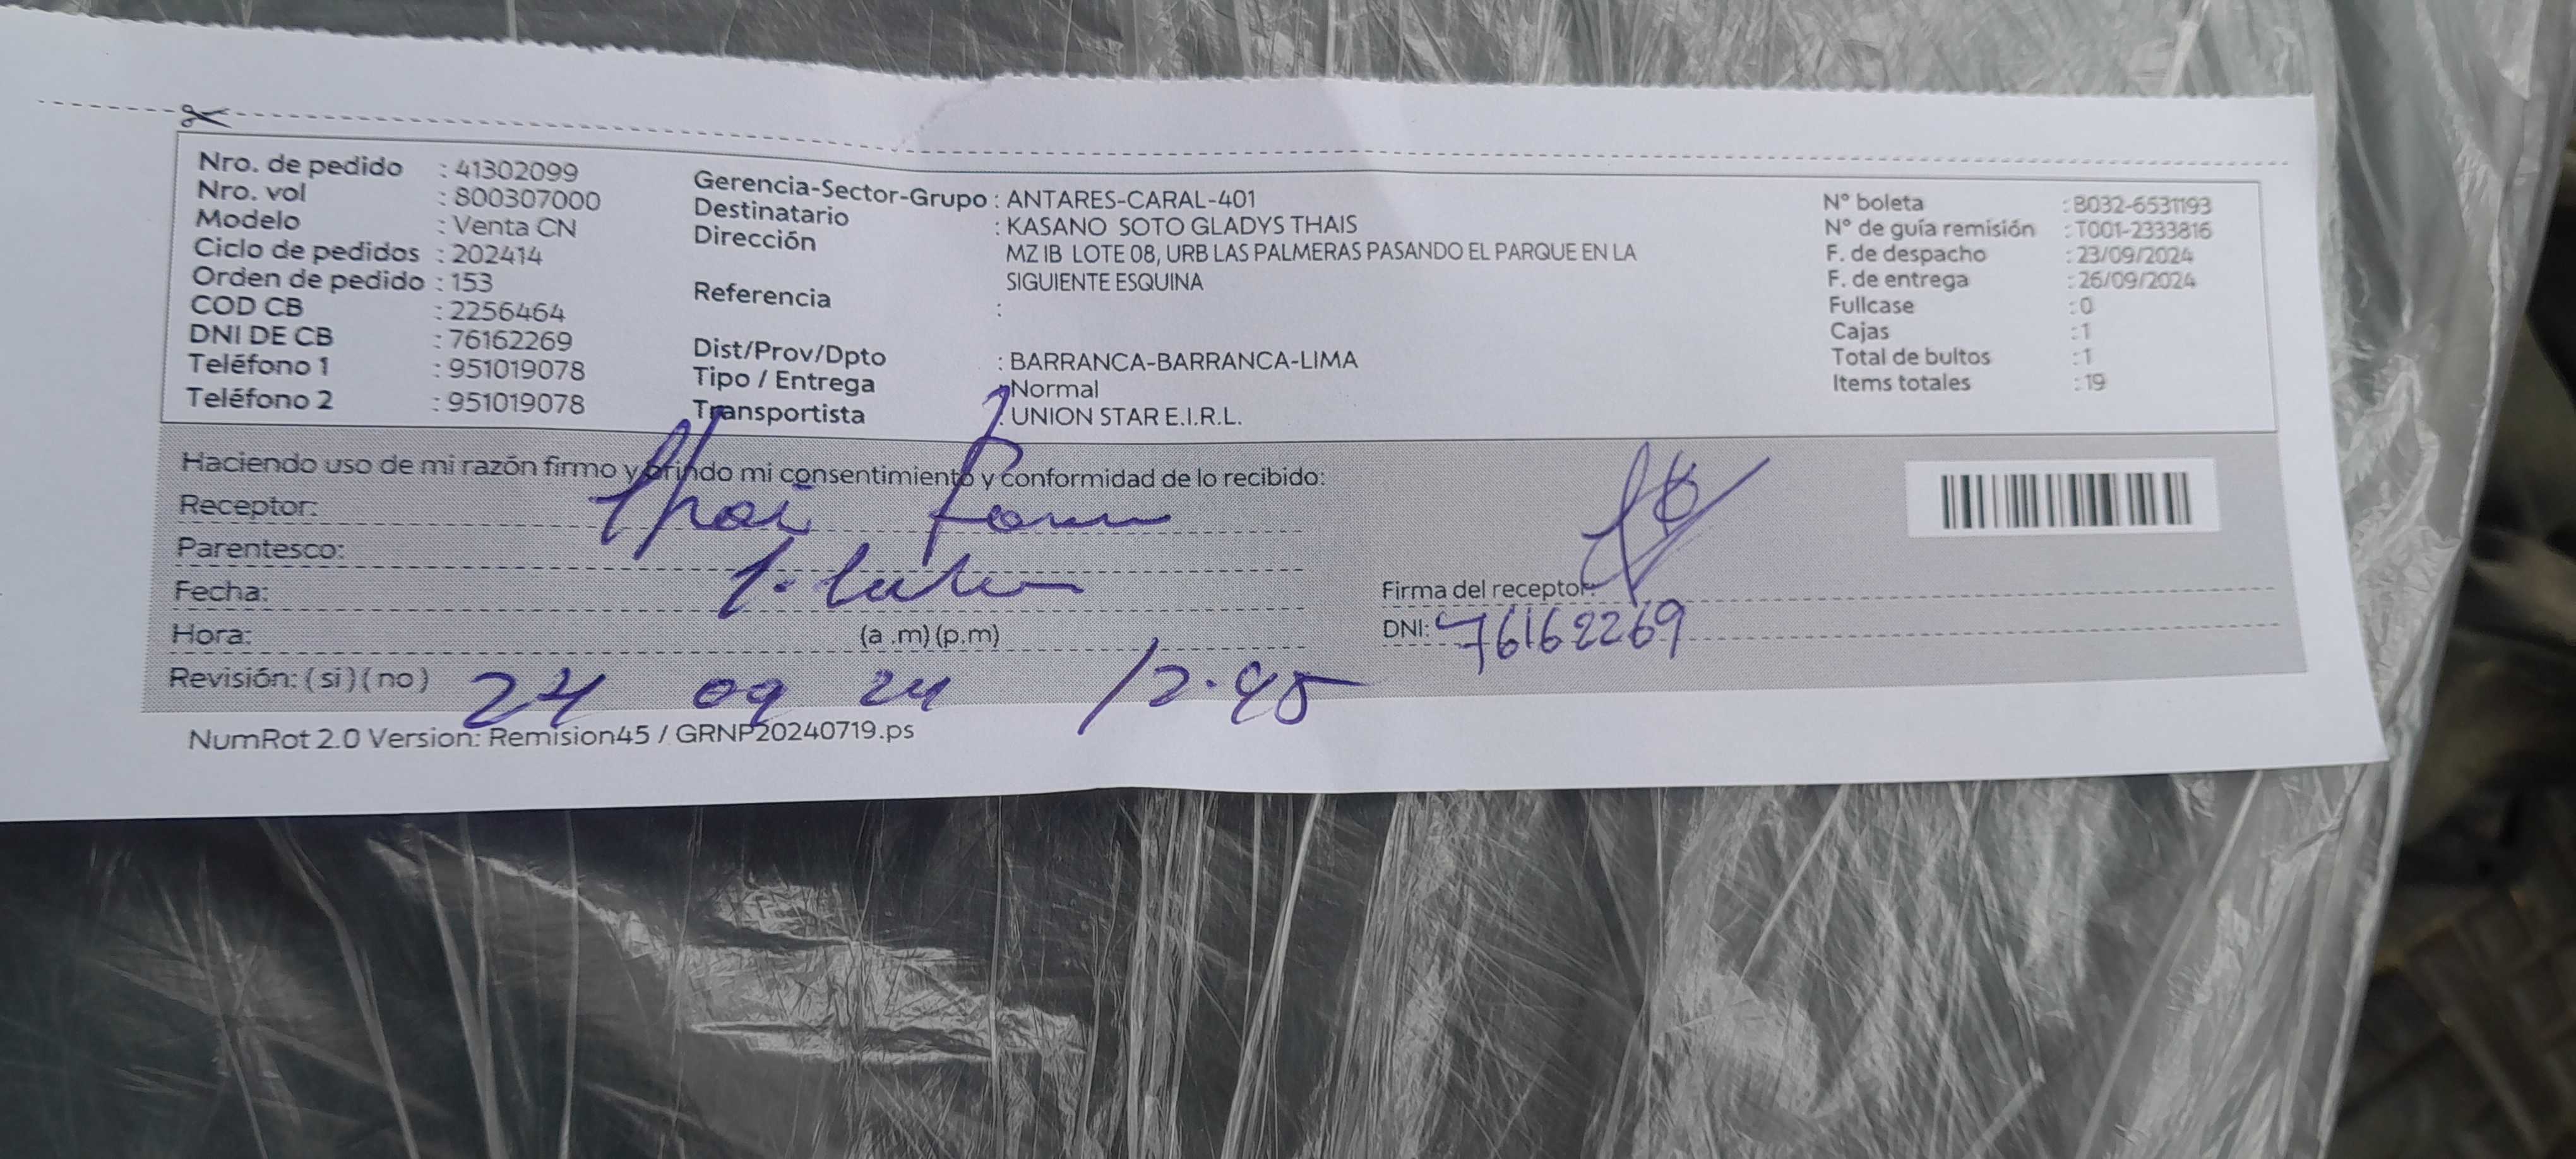 Nro. de pedido : 41302099
Nro. vol : 800307000
Modelo : Venta CN
Ciclo de pedidos : 202414
Orden de pedido : 153
COD CB : 2256464
DNI DE CB : 76162269
Teléfono 1 : 951019078
Teléfono 2 : 951019078
Gerencia-Sector-Grupo : ANTARES-CARAL-401
Destinatario : KASANO SOTO GLADYS THAIS
Dirección MZ IB LOTE 08, URB LAS PALMERAS PASANDO EL PARQUE EN LA
SIGUIENTE ESQUINA
Referencia :
Dist/Prov/Dpto : BARRANCA-BARRANCA-LIMA
Tipo / Entrega : Normal
Transportista : UNION STAR E.I.R.L.
N° boleta : B032-6531193
N° de guía remisión : T001-2333816
F. de despacho : 23/09/2024
F. de entrega : 26/09/2024
Fullcase : 0
Cajas : 1
Total de bultos : 1
Items totales : 19
Haciendo uso de mi razón firmo y brindo mi consentimiento y conformidad de lo recibido:
Receptor:
Parentesco:
Fecha:
Hora: (a .m) (p.m)
Revisión: ( si ) ( no ) 24 09 24 12.45
Firma del receptor:
DNI: 76162269
NumRot 2.0 Version: Remision45 / GRNP20240719.ps